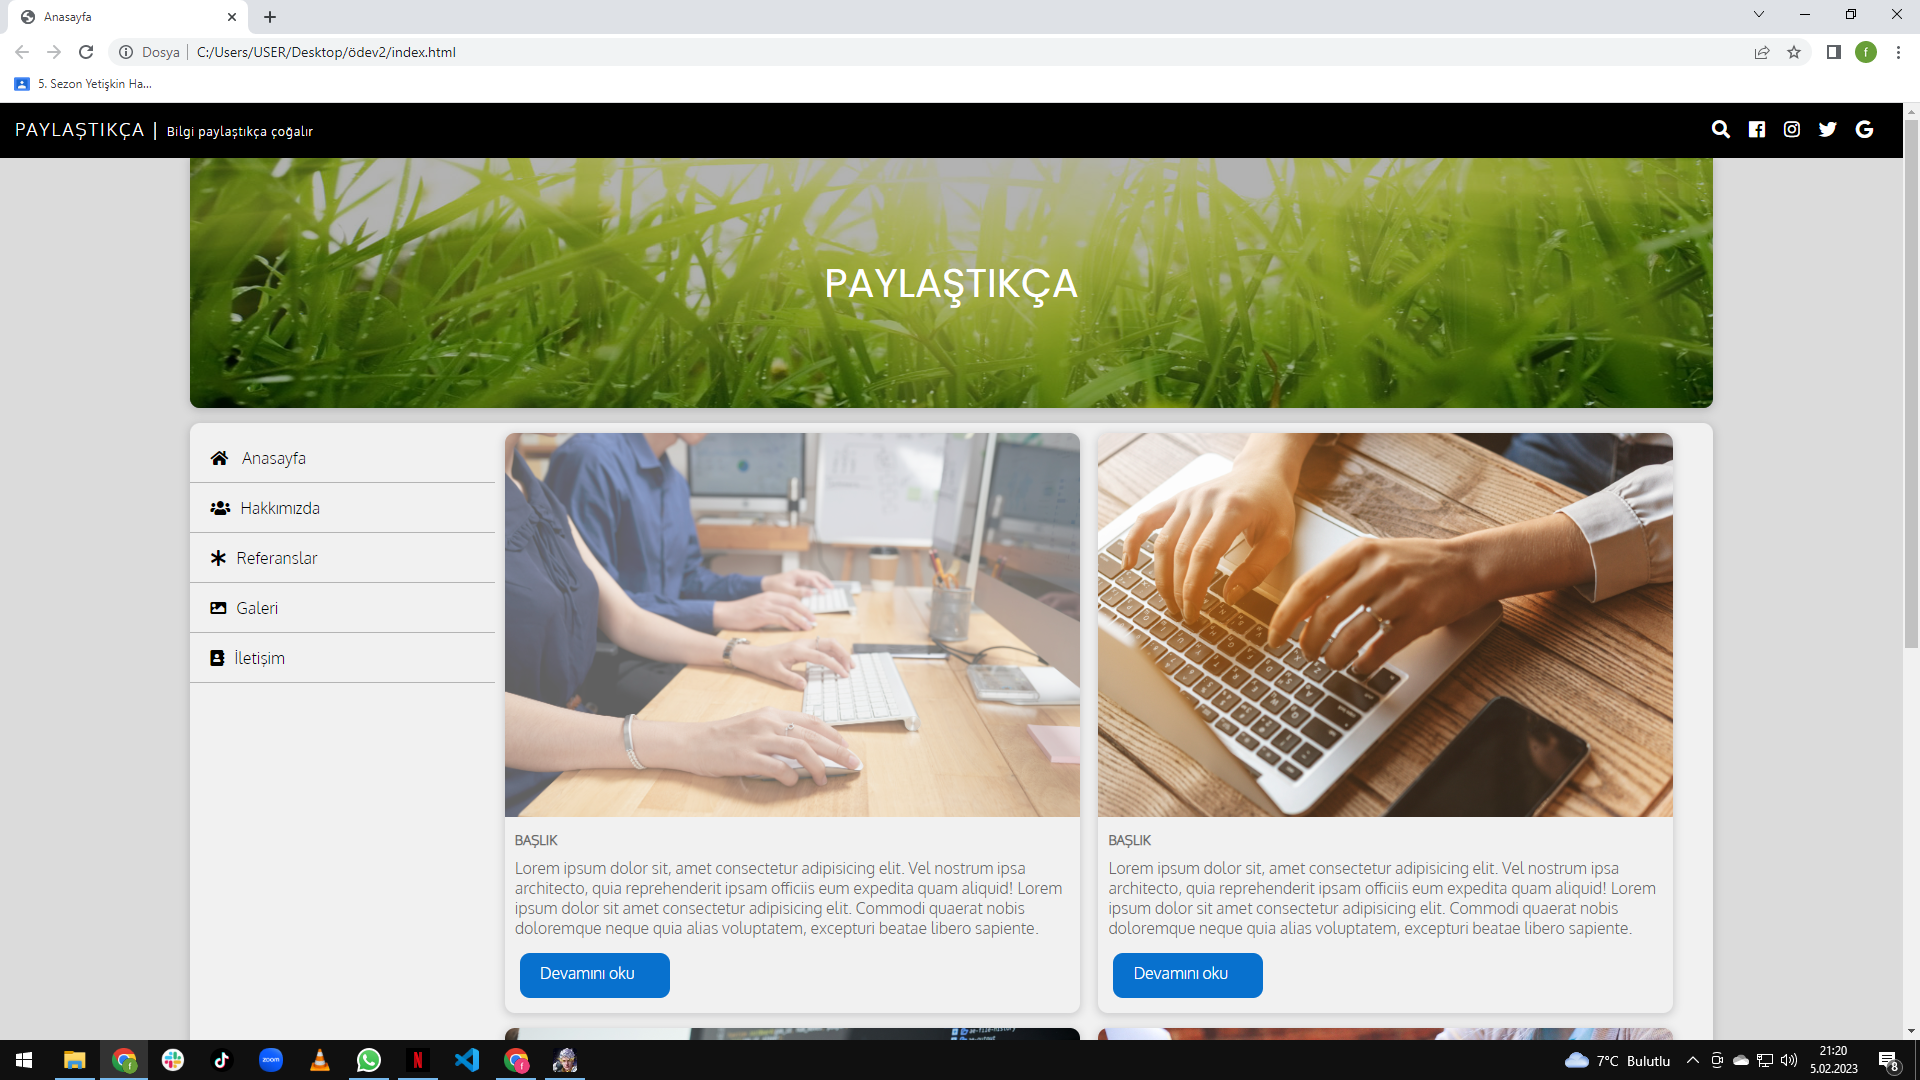 Anasayfa
Dosya
C:/Users/USER/Desktop/ödev2/index.html
f
5. Sezon Yetişkin Ha...
PAYLAŞTIKÇA | Bilgi paylaştıkça çoğalır
PAYLAŞTIKÇA
Anasayfa
Hakkımızda
Referanslar
Galeri
İletişim
BAŞLIK
Lorem ipsum dolor sit, amet consectetur adipisicing elit. Vel nostrum ipsa
architecto, quia reprehenderit ipsam officiis eum expedita quam aliquid! Lorem
ipsum dolor sit amet consectetur adipisicing elit. Commodi quaerat nobis
doloremque neque quia alias voluptatem, excepturi beatae libero sapiente.
Devamını oku
BAŞLIK
Lorem ipsum dolor sit, amet consectetur adipisicing elit. Vel nostrum ipsa
architecto, quia reprehenderit ipsam officiis eum expedita quam aliquid! Lorem
ipsum dolor sit amet consectetur adipisicing elit. Commodi quaerat nobis
doloremque neque quia alias voluptatem, excepturi beatae libero sapiente.
Devamını oku
zoom
7°C Bulutlu
21:20
5.02.2023
8